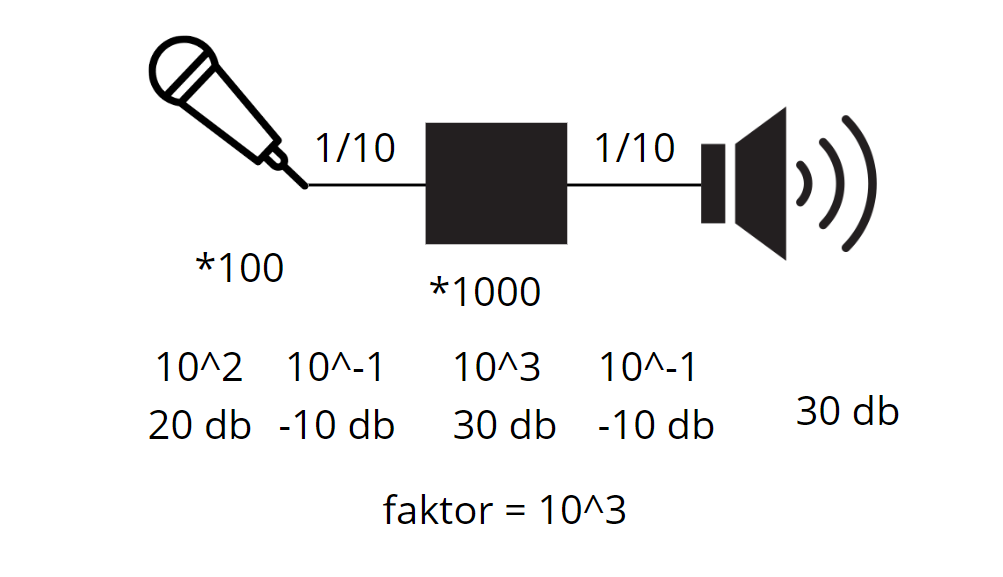 1/10 1/10
*100
*1000
10^2 10^-1 10^3 10^-1
30 db
20 db -10 db 30 db -10 db
faktor = 10^3